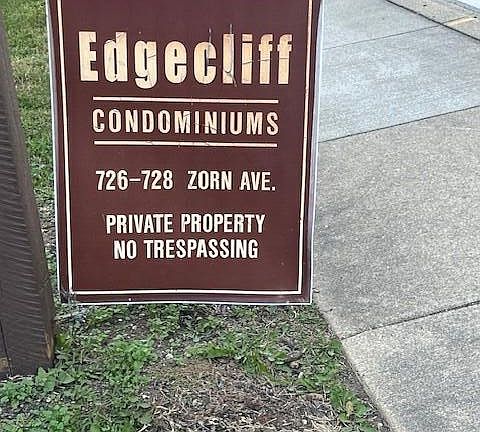 Edgecliff
CONDOMINIUMS
726-728 ZORN AVE.
PRIVATE PROPERTY
NO TRESPASSING